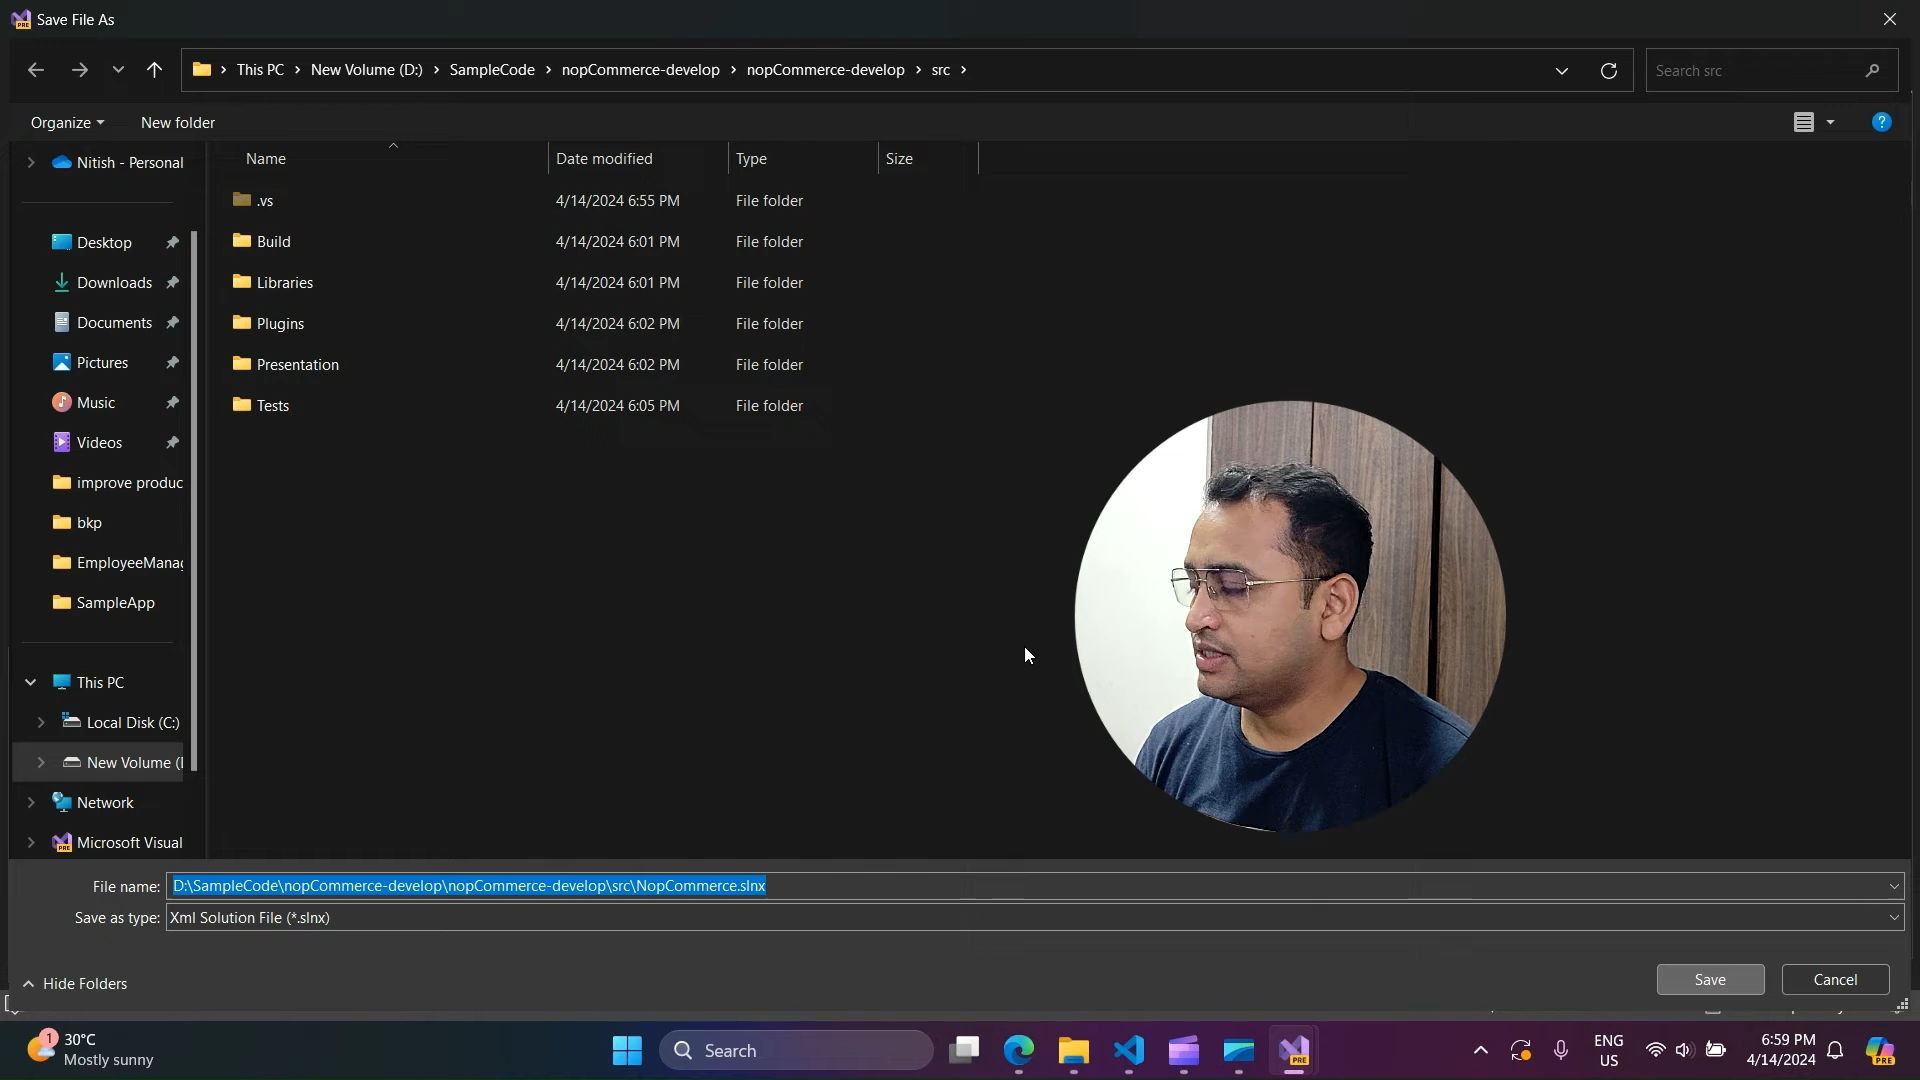 Save File As
This PC > New Volume (D:) > SampleCode > nopCommerce-develop > nopCommerce-develop > src >
Search src
Organize
New folder
Name
Date modified
Type
Size
Nitish - Personal
Desktop
Downloads
Documents
Pictures
Music
Videos
improve produc
bkp
EmployeeManag
SampleApp
This PC
Local Disk (C:)
New Volume (
Network
Microsoft Visual
.vs 4/14/2024 6:55 PM File folder
Build 4/14/2024 6:01 PM File folder
Libraries 4/14/2024 6:01 PM File folder
Plugins 4/14/2024 6:02 PM File folder
Presentation 4/14/2024 6:02 PM File folder
Tests 4/14/2024 6:05 PM File folder
File name: D:\SampleCode\nopCommerce-develop\nopCommerce-develop\src\NopCommerce.slnx
Save as type: Xml Solution File (*.slnx)
Hide Folders
Save
Cancel
1
30°C
Mostly sunny
Search
PRE
ENG
US
6:59 PM
4/14/2024
PRE